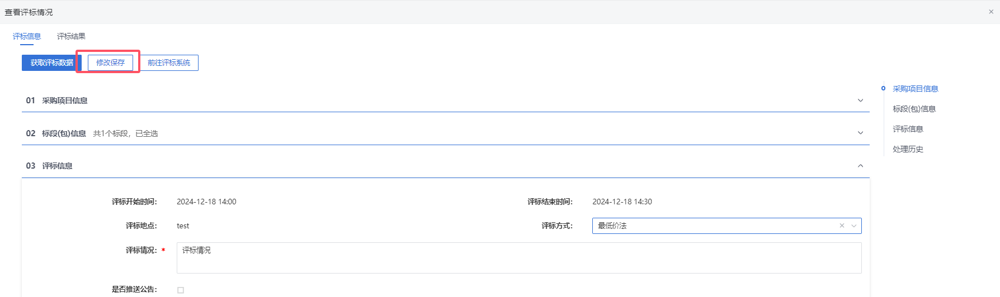 查看评标情况
评标信息 评标结果
获取评标数据 修改保存 前往评标系统
采购项目信息
01 采购项目信息
标段(包)信息
02 标段(包)信息 共1个标段，已全选
评标信息
处理历史
03 评标信息
评标开始时间： 2024-12-18 14:00 评标结束时间： 2024-12-18 14:30
评标地点： test 评标方式： 最低价法
评标情况： * 评标情况
是否推送公告：